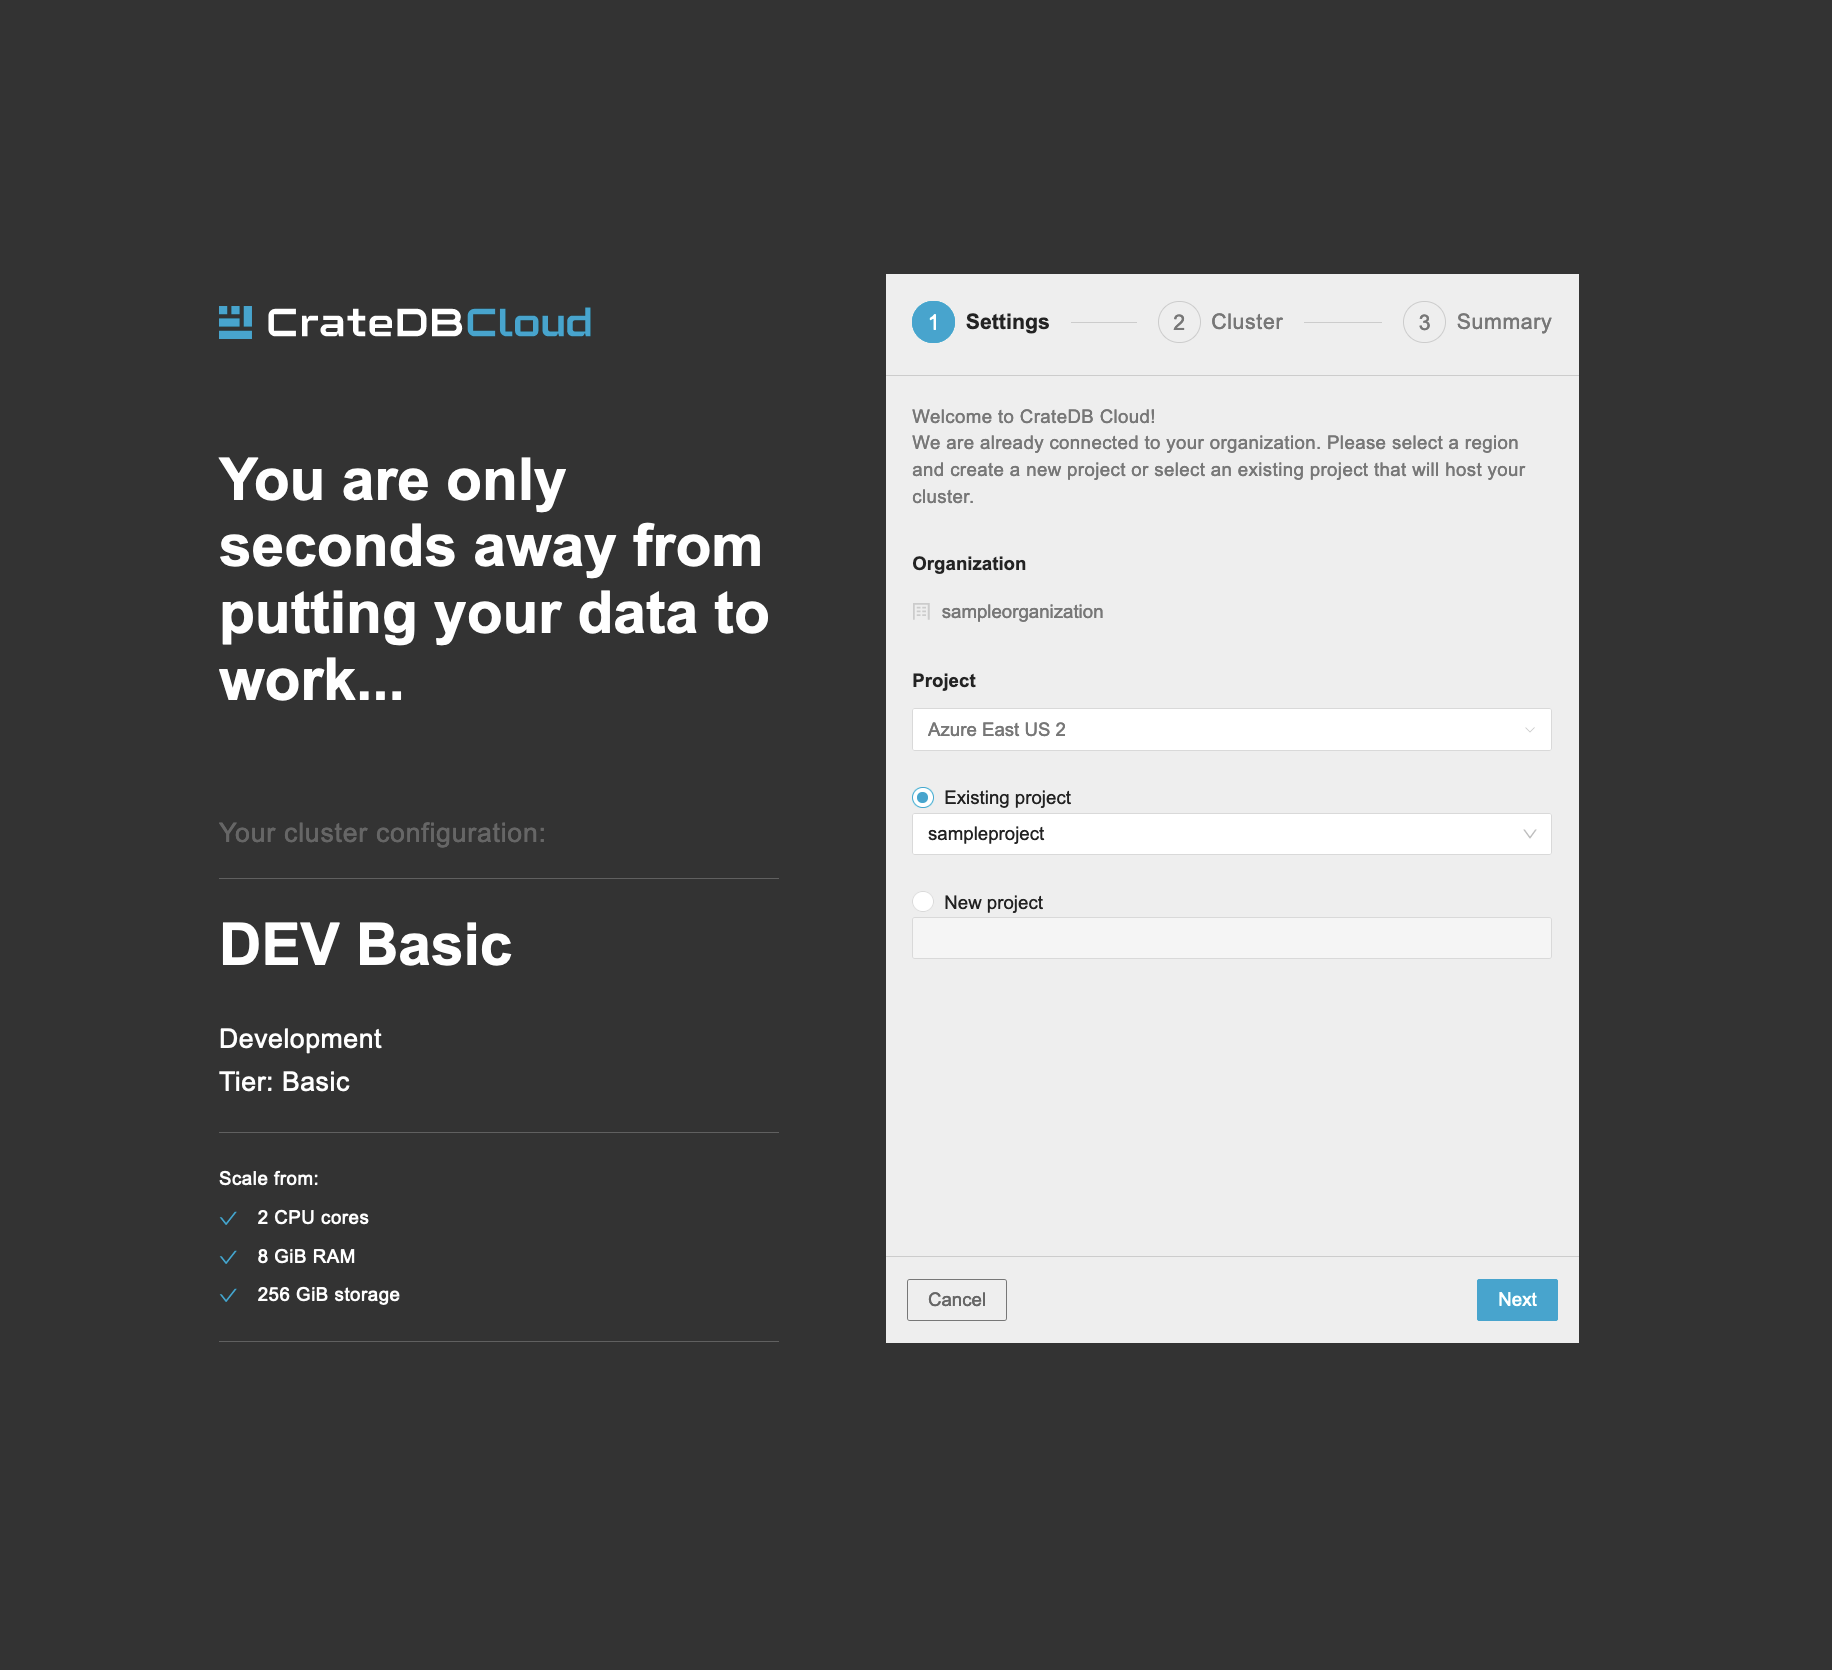 CrateDBCloud
You are only
seconds away from
putting your data to
work...
Your cluster configuration:
DEV Basic
Development
Tier: Basic
Scale from:
2 CPU cores
8 GiB RAM
256 GiB storage
1 Settings
2 Cluster
3 Summary
Welcome to CrateDB Cloud!
We are already connected to your organization. Please select a region
and create a new project or select an existing project that will host your
cluster.
Organization
sampleorganization
Project
Azure East US 2
Existing project
sampleproject
New project
Cancel
Next